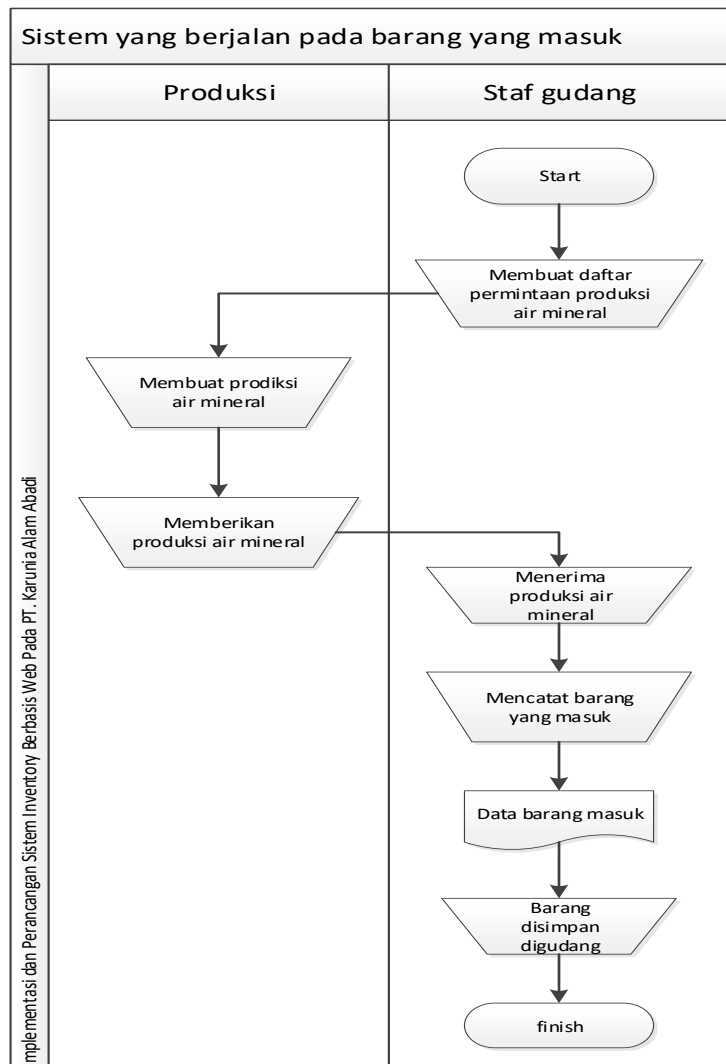 Sistem yang berjalan pada barang yang masuk
Produksi
Staf gudang
Start
Membuat daftar
permintaan produksi
air mineral
Membuat prodiksi
air mineral
Memberikan
produksi air mineral
Menerima
produksi air
mineral
Mencatat barang
yang masuk
Data barang masuk
Barang
disimpan
digudang
finish
mplementasi dan Perancangan Sistem Inventory Berbasis Web Pada PT. Karunia Alam Abadi